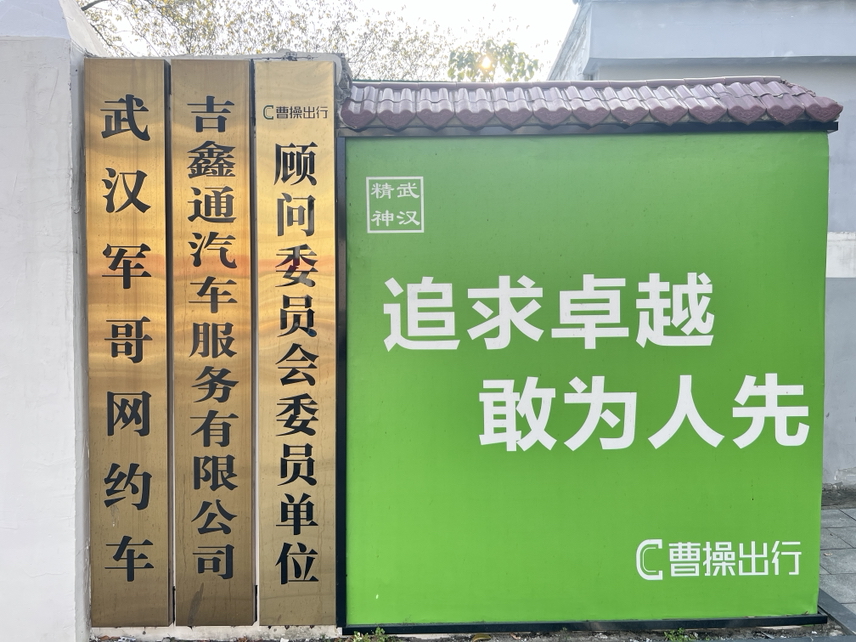 武汉军哥网约车
吉鑫通汽车服务有限公司
曹操出行
顾问委员会委员单位
武汉
精神
追求卓越
敢为人先
曹操出行